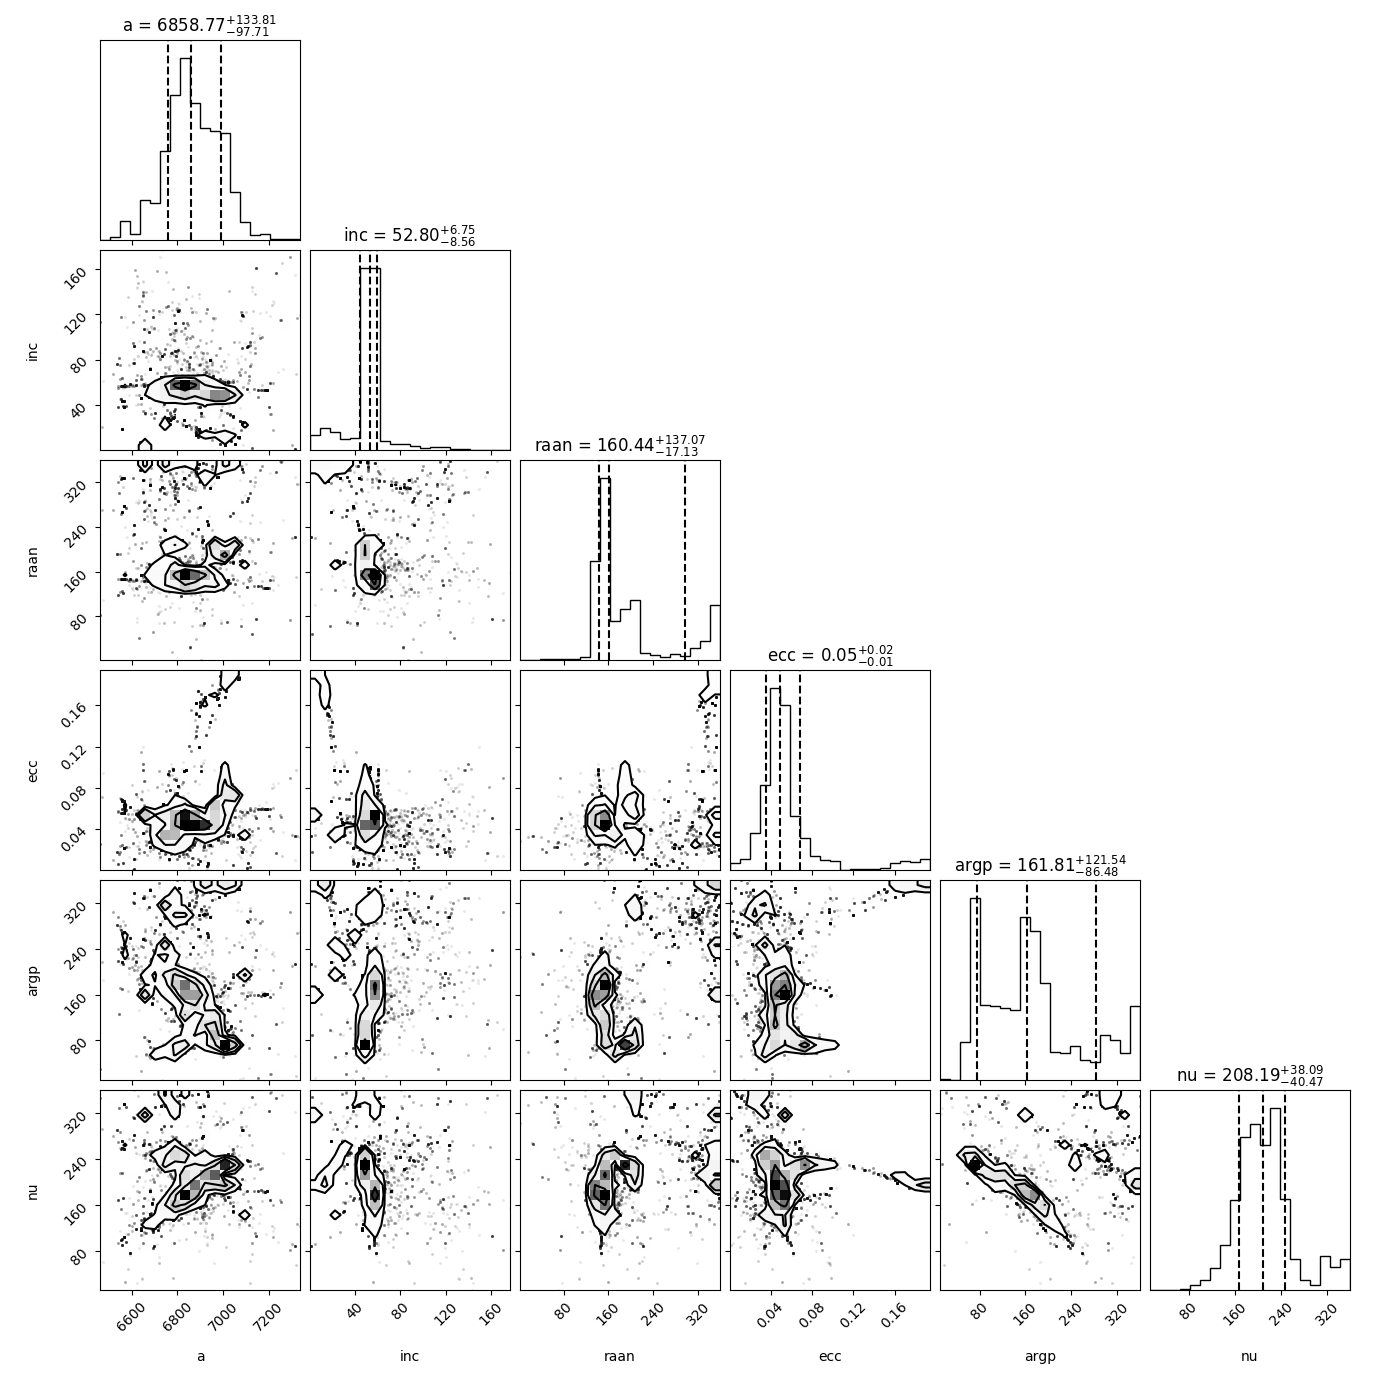 a = 6858.77+133.81−97.71
inc = 52.80+6.75−8.56
160
120
80
40
inc
raan = 160.44+137.07−17.13
320
240
160
80
raan
ecc = 0.05+0.02−0.01
0.16
0.12
0.08
0.04
ecc
argp = 161.81+121.54−86.48
320
240
160
80
argp
nu = 208.19+38.09−40.47
320
240
160
80
nu
6600 6800 7000 7200 40 80 120 160 80 160 240 320 0.04 0.08 0.12 0.16 80 160 240 320 80 160 240 320
a inc raan ecc argp nu